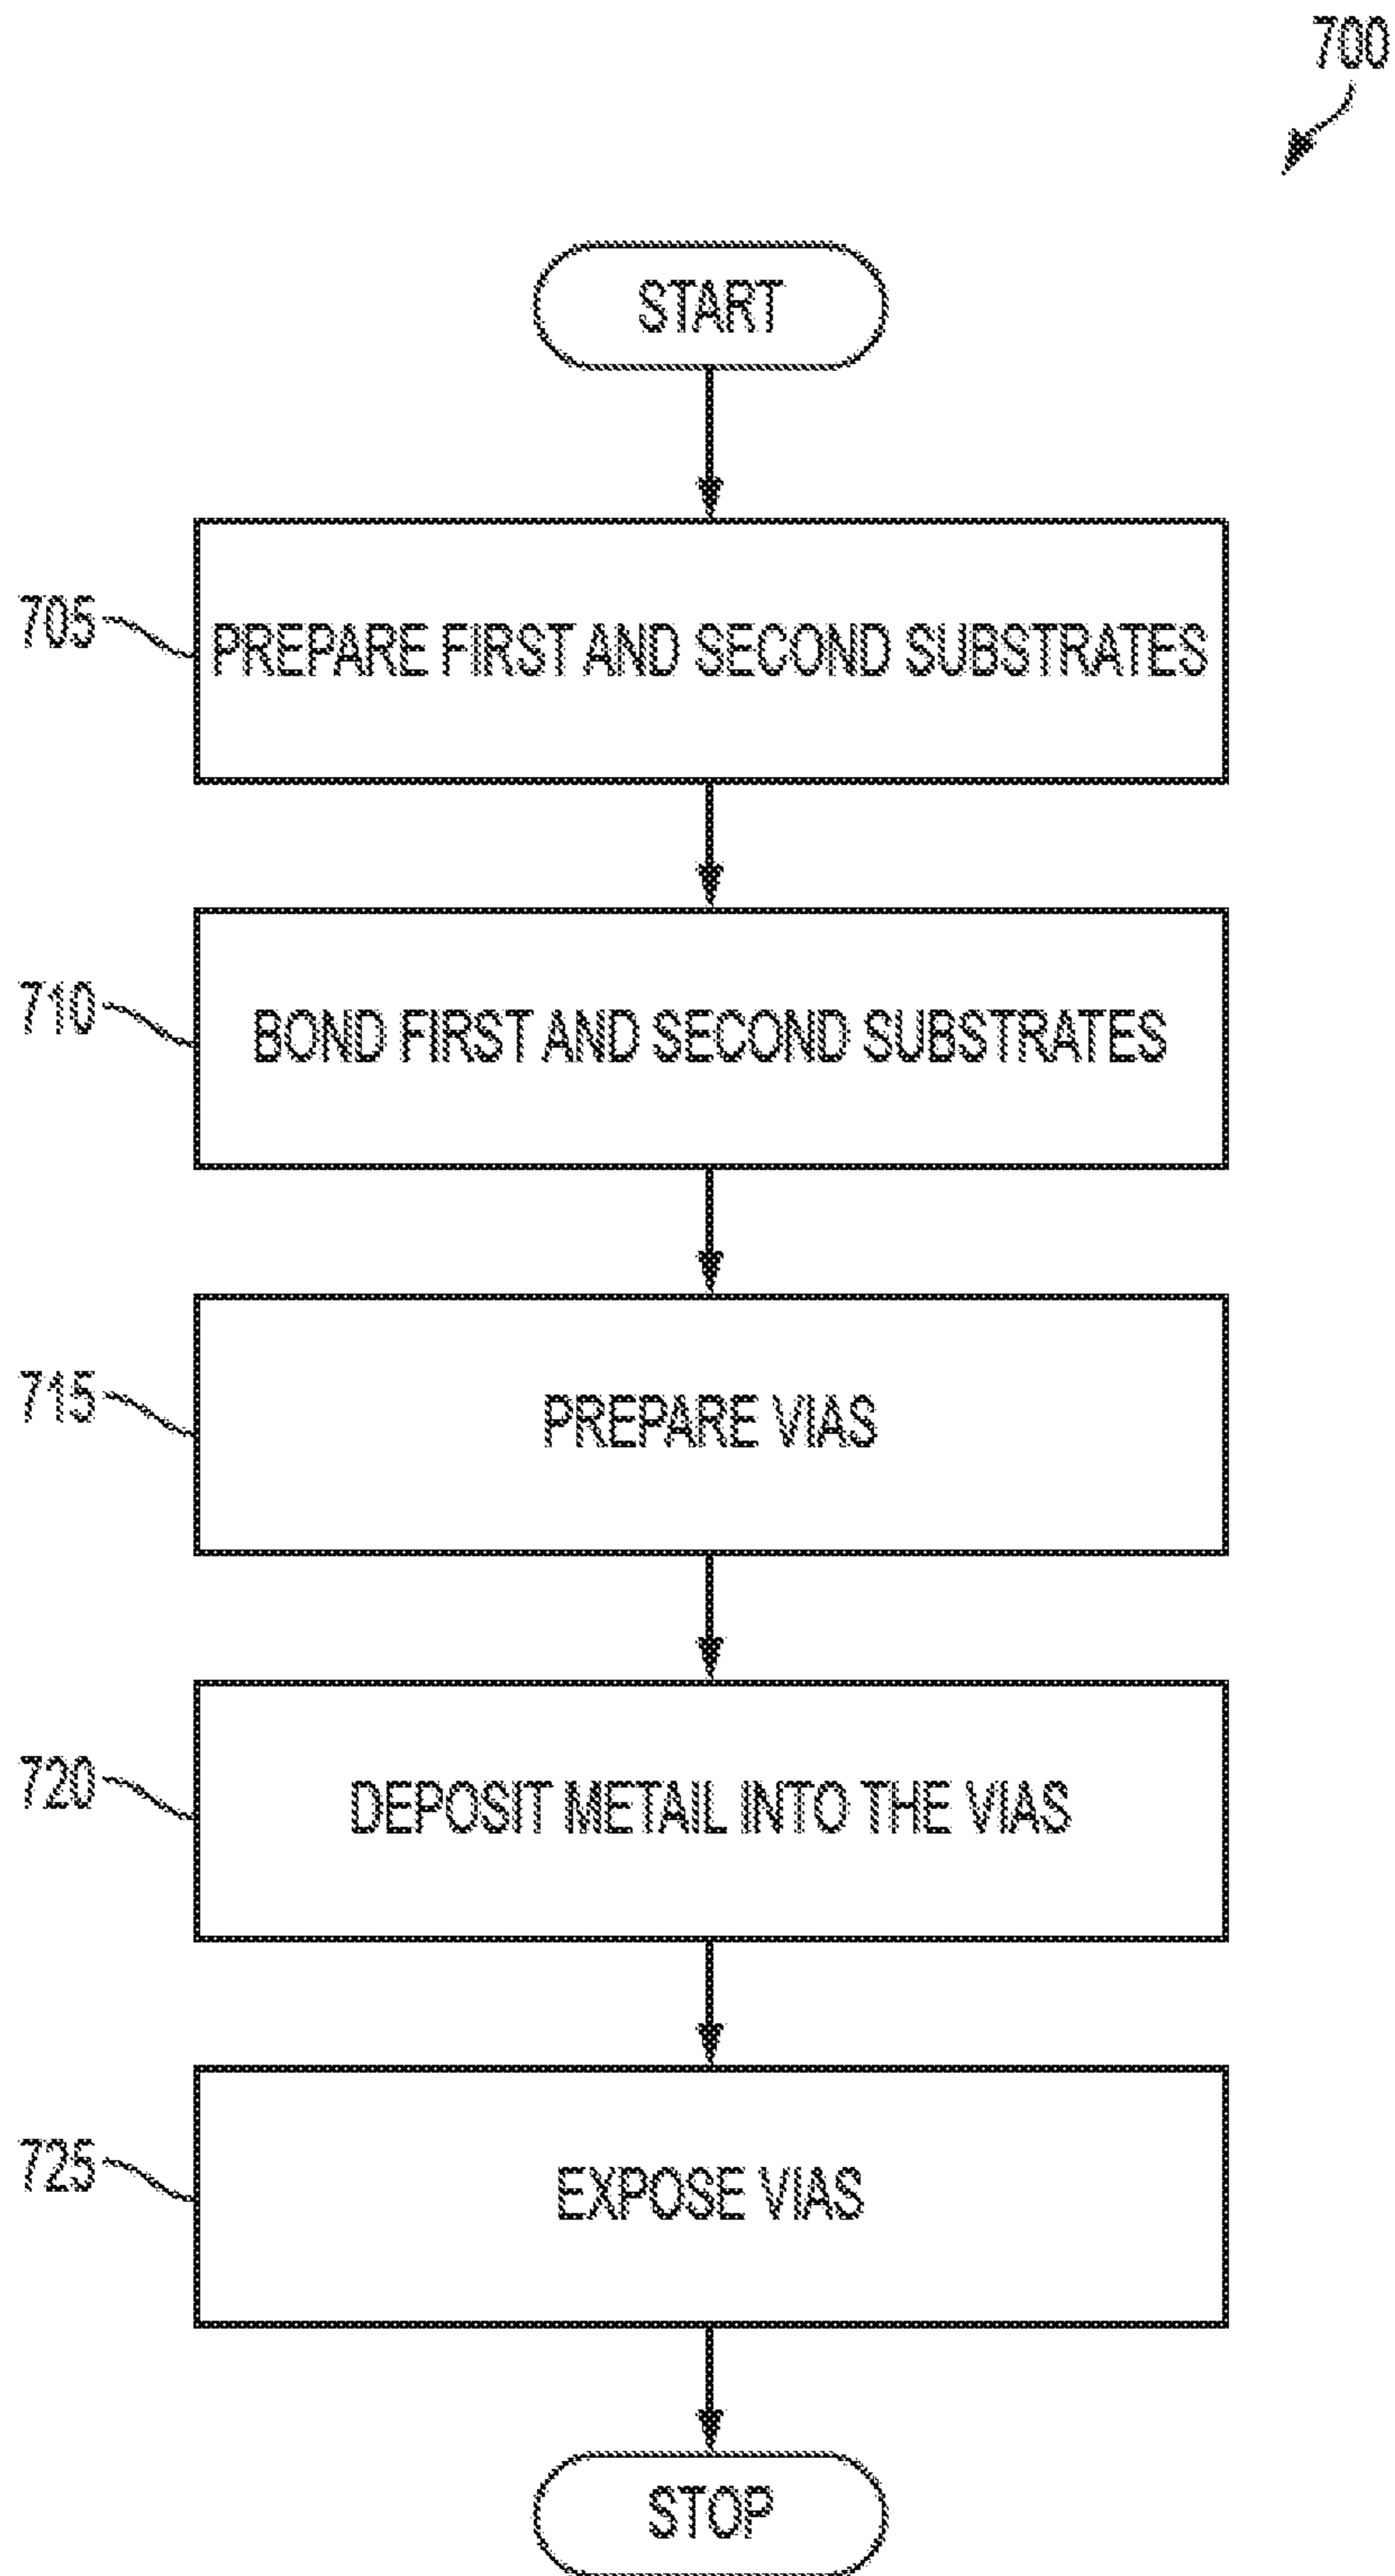 700
START
705
PREPARE FIRST AND SECOND SUBSTRATES
710
BOND FIRST AND SECOND SUBSTRATES
715
PREPARE VIAS
720
DEPOSIT METAIL INTO THE VIAS
725
EXPOSE VIAS
STOP